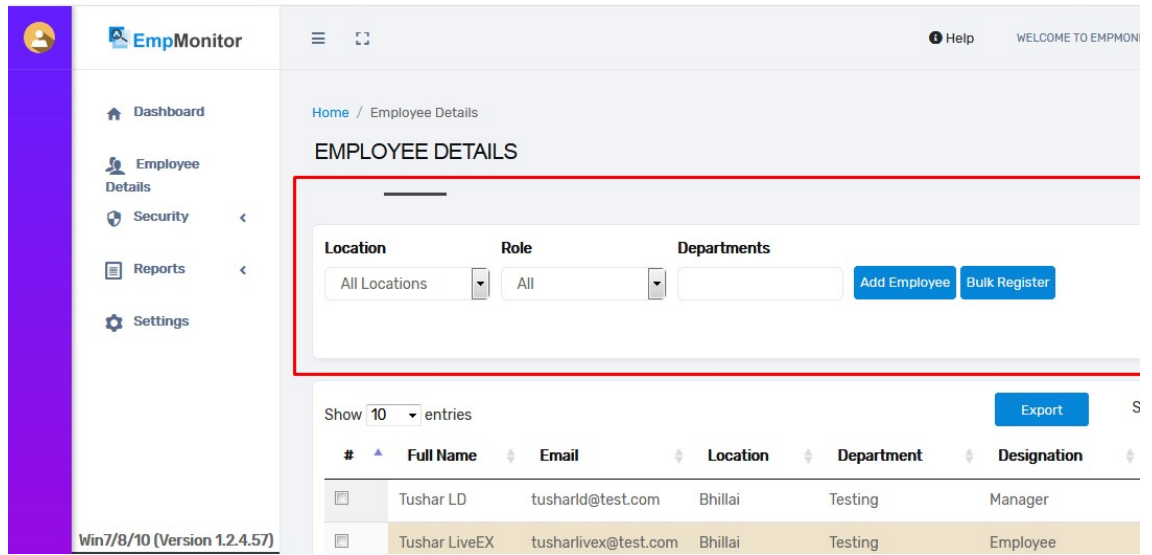 EmpMonitor
Help WELCOME TO EMPMON
Dashboard
Employee
Details
Security
Reports
Settings
Win7/8/10 (Version 1.2.4.57)
Home / Employee Details
EMPLOYEE DETAILS
Location Role Departments
All Locations All Add Employee Bulk Register
Show 10 entries Export S
# Full Name Email Location Department Designation
Tushar LD tusharld@test.com Bhillai Testing Manager
Tushar LiveEX tusharlivex@test.com Bhillai Testing Employee